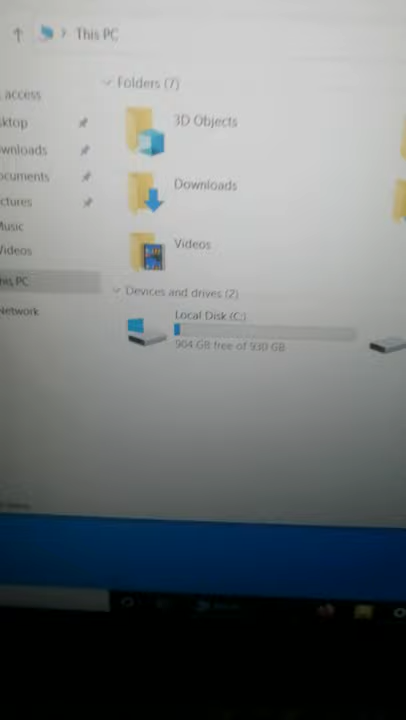 This PC
Folders (7)
access
ktop
wnloads
ocuments
ctures
Music
Videos
his PC
Network
3D Objects
Downloads
Videos
Devices and drives (2)
Local Disk (C:)
904 GB free of 930 GB